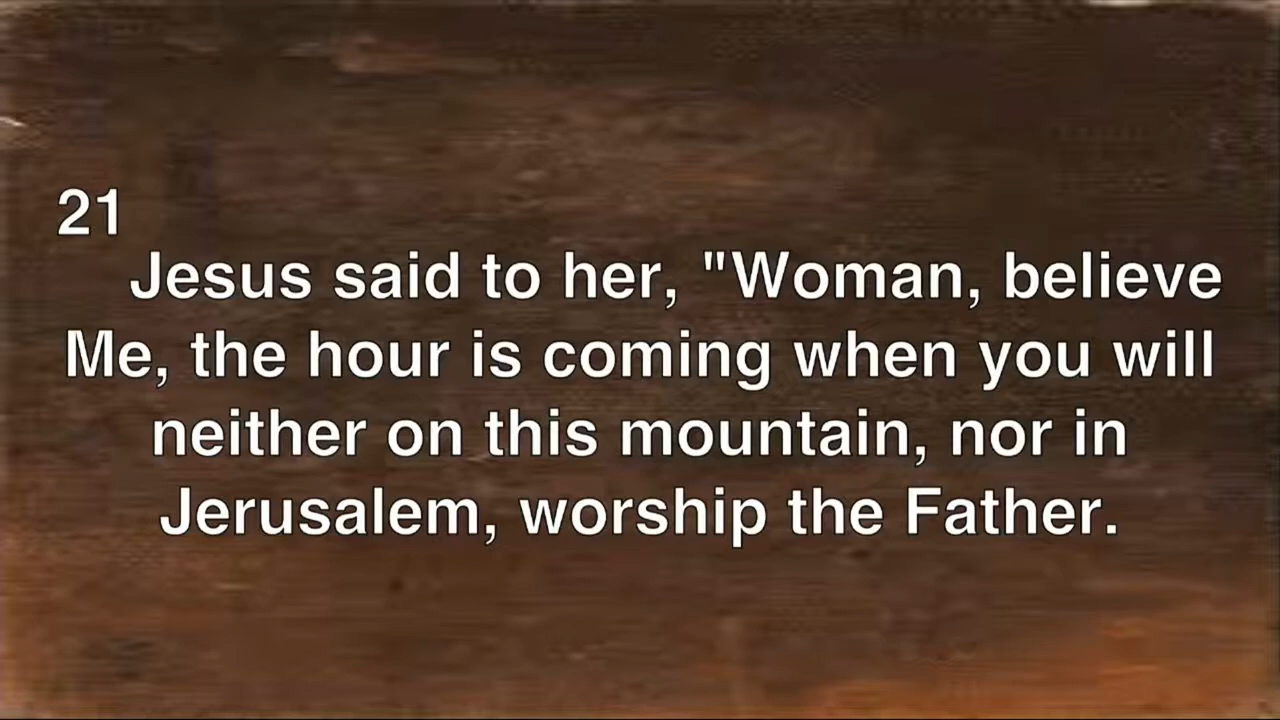 21
Jesus said to her, "Woman, believe
Me, the hour is coming when you will
neither on this mountain, nor in
Jerusalem, worship the Father.